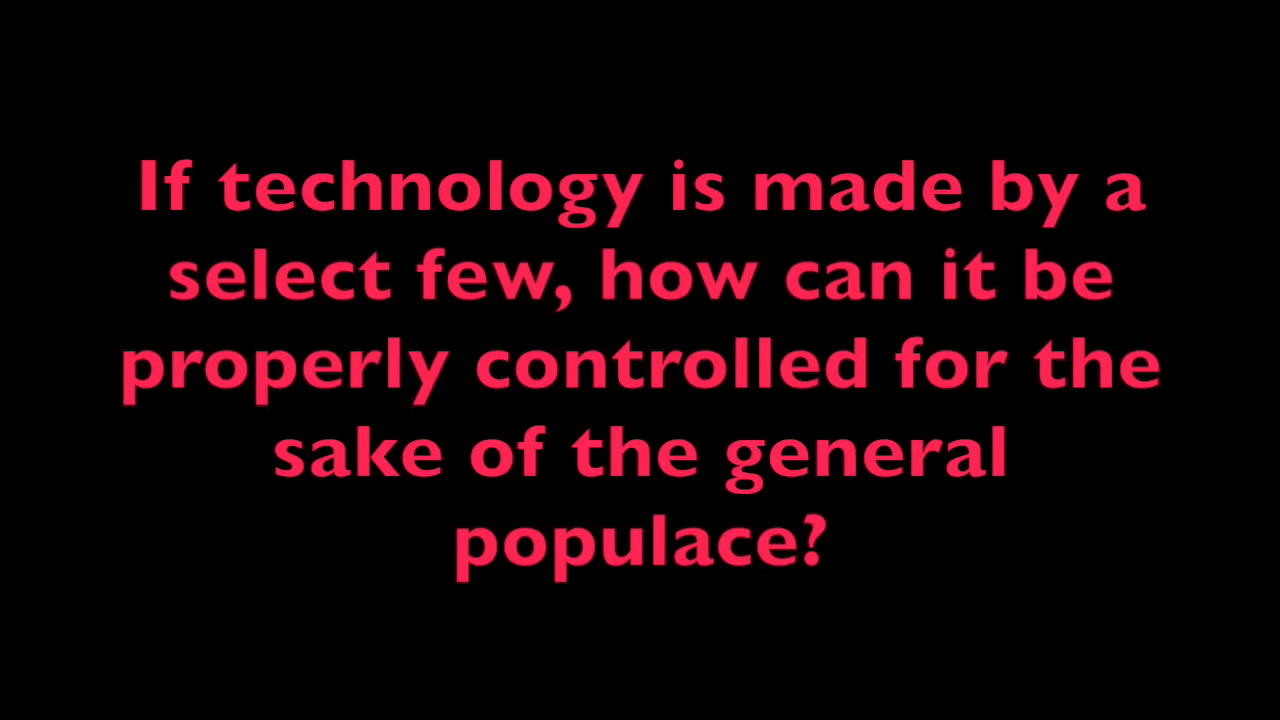 If technology is made by a
select few, how can it be
properly controlled for the
sake of the general
populace?